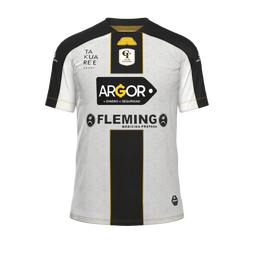 TA
KUA
REE
ARGOR
+ DINERO + SEGURIDAD
FLEMING
MEDICINA PREPAGA